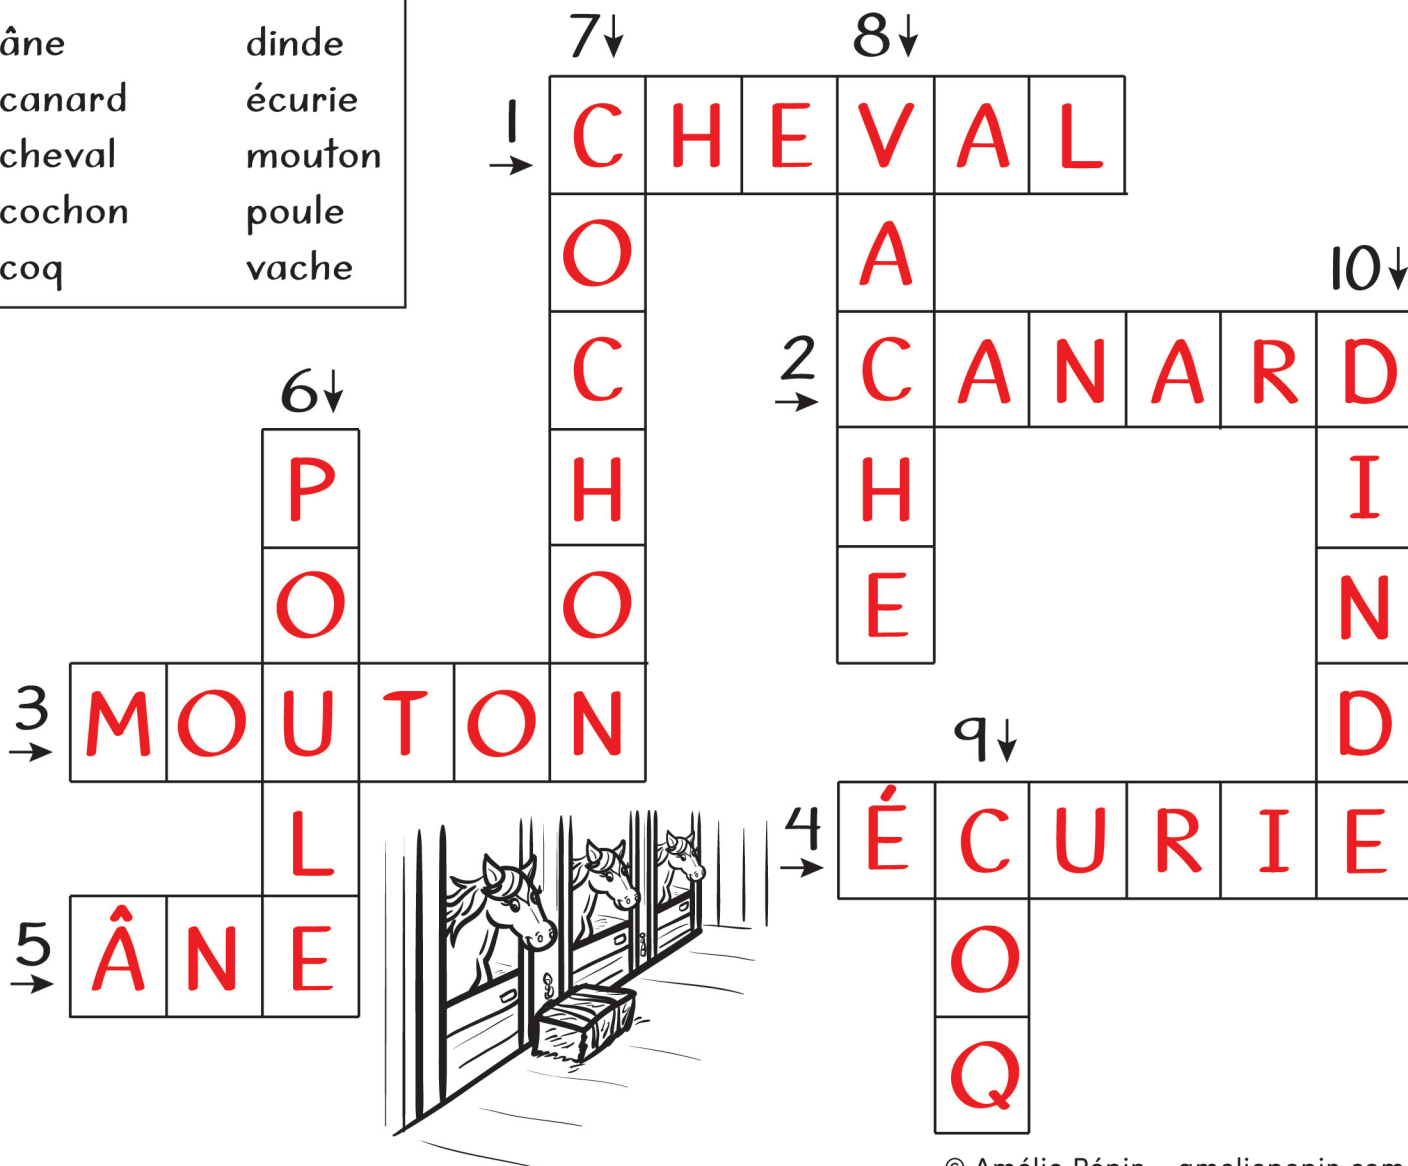 âne dinde
canard écurie
cheval mouton
cochon poule
coq vache
7 8
1 CHEVAL
O A
10
C 2 CANARD
6
P H H I
O O E N
3 MOUTON D
9
L 4 ÉCURIE
5 ÂNE O
Q